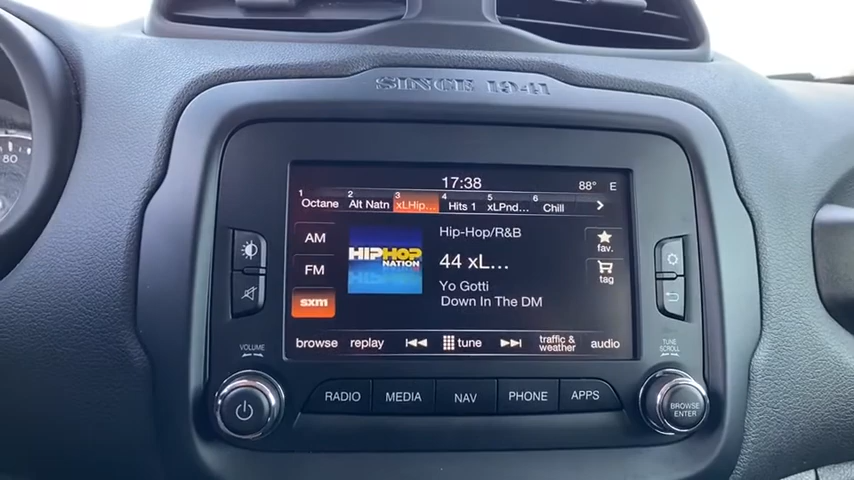 SINCE 1941
80
17:38 88° E
1 Octane 2 Alt Natn 3 xLHip... 4 Hits 1 5 xLPnd... 6 Chill
AM
FM
sxm
HIPHOP
NATION
Hip-Hop/R&B
44 xL...
Yo Gotti
Down In The DM
fav.
tag
browse replay tune traffic & weather audio
VOLUME
TUNE
SCROLL
RADIO MEDIA NAV PHONE APPS
BROWSE
ENTER